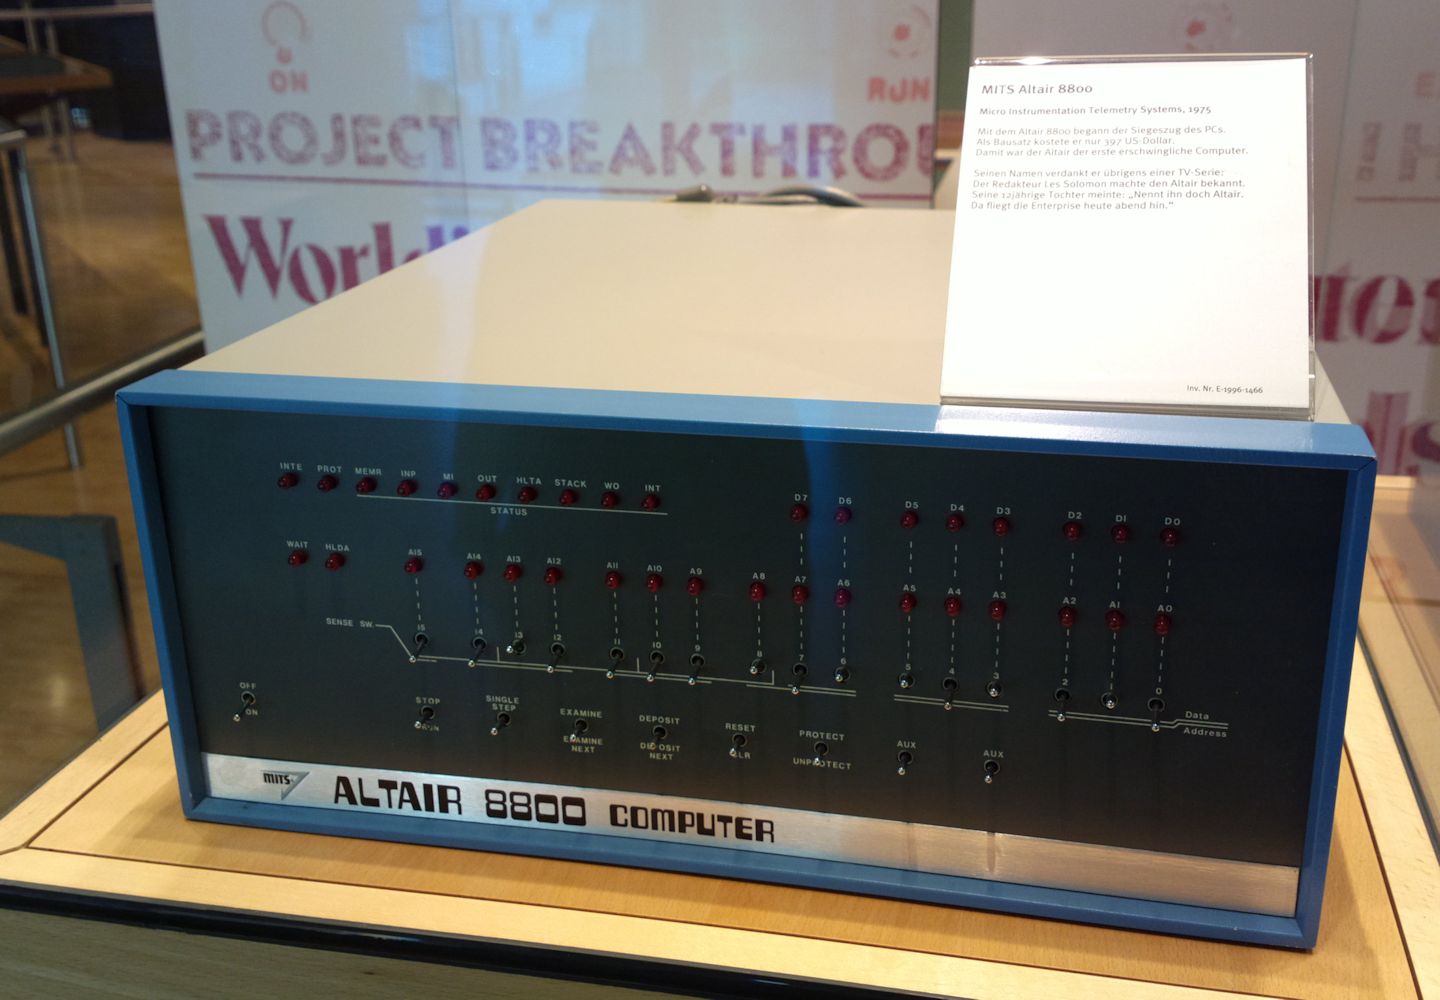 ON
RUN
PROJECT BREAKTHROU
World
MITS Altair 8800
Micro Instrumentation Telemetry Systems, 1975
Mit dem Altair 8800 begann der Siegeszug des PCs.
Als Bausatz kostete er nur 397 US-Dollar.
Damit war der Altair der erste erschwingliche Computer.
Seinen Namen verdankt er übrigens einer TV-Serie:
Der Redakteur Les Solomon machte den Altair bekannt.
Seine 12jährige Tochter meinte: „Nennt ihn doch Altair.
Da fliegt die Enterprise heute abend hin."
Inv. Nr. E-1996-1466
INTE PROT MEMR INP MI OUT HLTA STACK WO INT
STATUS
D7 D6 D5 D4 D3 D2 D1 D0
WAIT HLDA
A15 A14 A13 A12 A11 A10 A9 A8 A7 A6 A5 A4 A3 A2 A1 A0
SENSE SW.
15 14 13 12 11 10 9 8 7 6 5 4 3 2 0
Data
Address
OFF
ON
STOP
RUN
SINGLE
STEP
EXAMINE
EXAMINE
NEXT
DEPOSIT
DEPOSIT
NEXT
RESET
CLR
PROTECT
UNPROTECT
AUX
AUX
MITS
ALTAIR 8800 COMPUTER